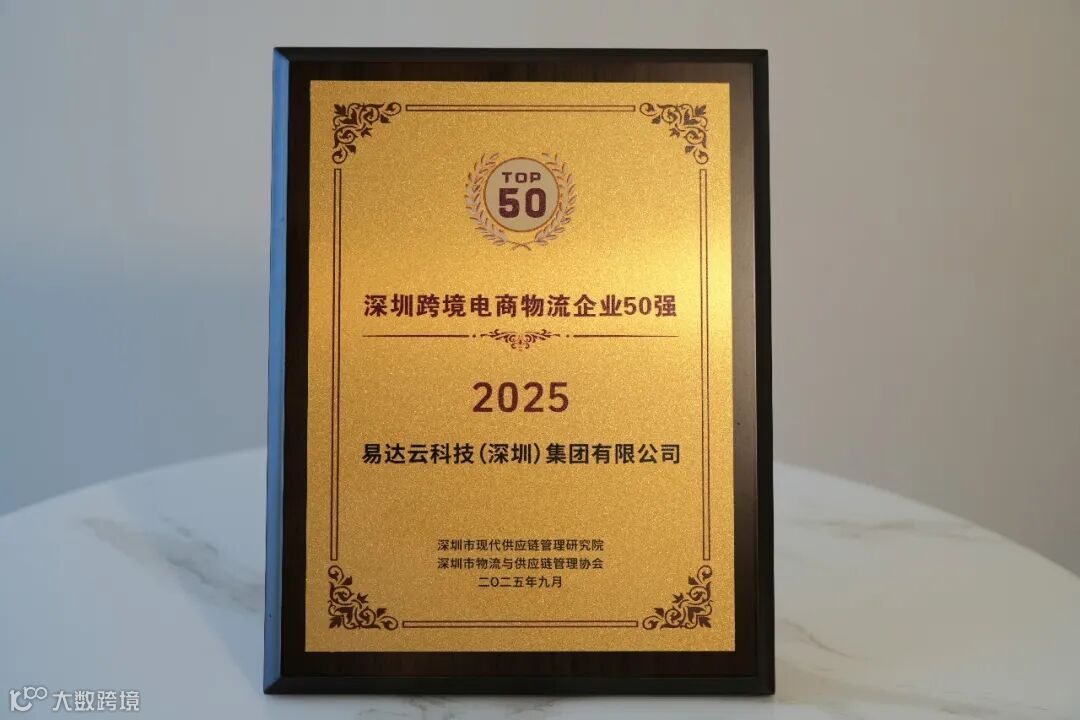 TOP
50
深圳跨境电商物流企业50强
2025
易达云科技(深圳)集团有限公司
深圳市现代供应链管理研究院
深圳市物流与供应链管理协会
二〇二五年九月
大数跨境